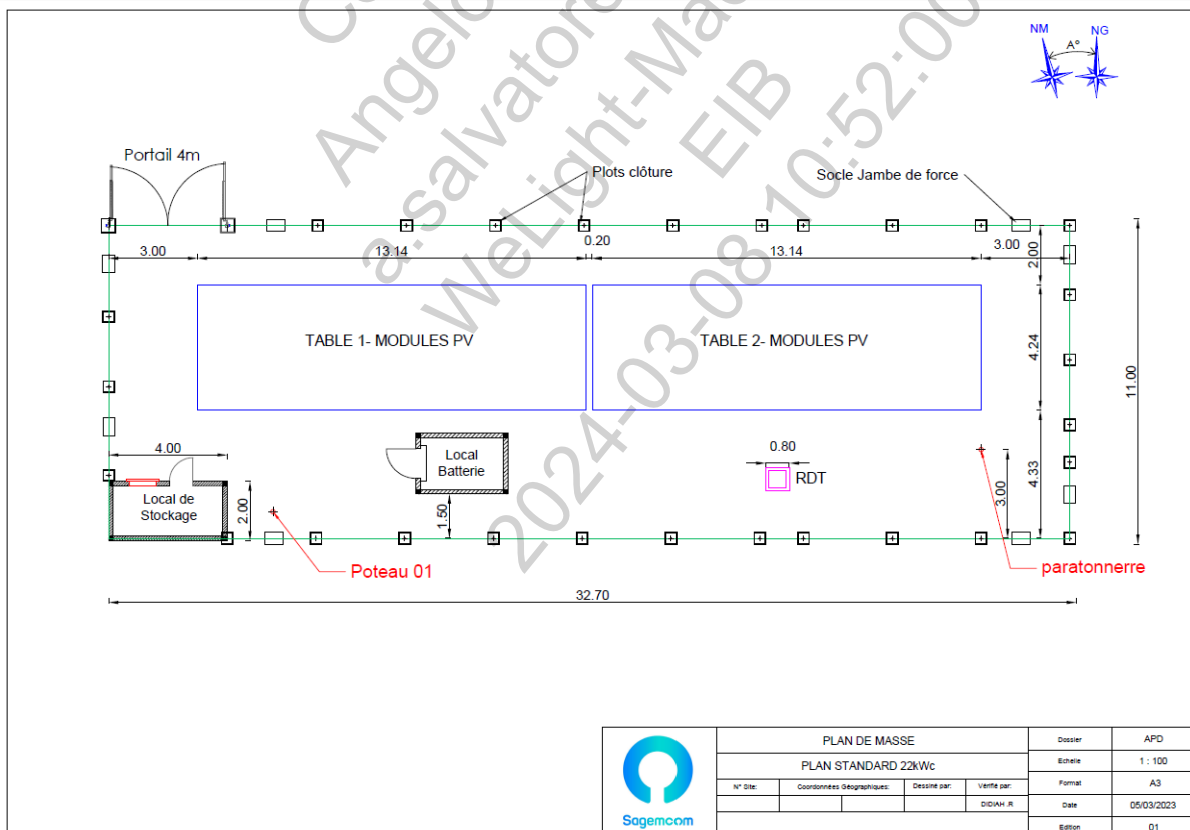 NM
NG
A°
Portail 4m
Plots clôture
Socle Jambe de force
3.00
13.14
0.20
13.14
3.00
2.00
TABLE 1- MODULES PV
TABLE 2- MODULES PV
4.24
11.00
4.00
Local
Batterie
0.80
RDT
Local de
Stockage
2.00
1.50
3.00
4.33
Poteau 01
paratonnerre
32.70
Angelo
a.salvatore
WeLight-Mad
EIB
2024-03-08 10:52:00
Sagemcom
PLAN DE MASSE
PLAN STANDARD 22kWc
N° Site:
Coordonnées Géographiques:
Dessiné par:
Vérifié par:
DIDIAH .R
Dossier
APD
Echelle
1 : 100
Format
A3
Date
05/03/2023
Edition
01